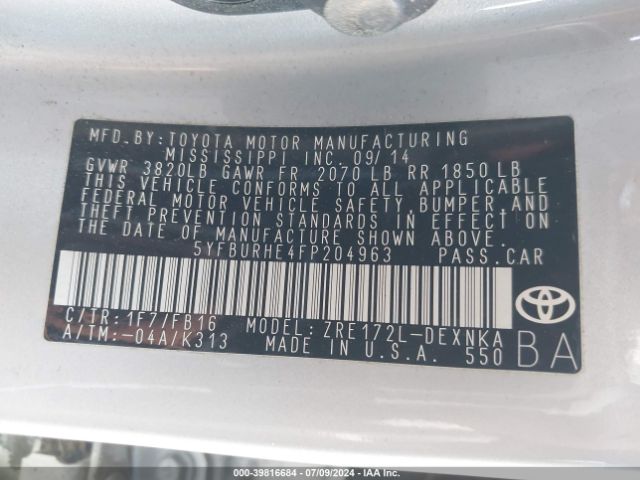 MFD.BY:TOYOTA MOTOR MANUFACTURING
MISSISSIPPI INC. 09/14
GVWR 3820LB GAWR FR 2070 LB RR 1850 LB
THIS VEHICLE CONFORMS TO ALL APPLICABLE
FEDERAL MOTOR VEHICLE SAFETY, BUMPER, AND
THEFT PREVENTION STANDARDS IN EFFECT ON
THE DATE OF MANUFACTURE SHOWN ABOVE.
5YFBURHE4FP204963 PASS.CAR
C/TR: 1F7/FB16 MODEL: ZRE172L-DEXNKA
A/TM: -04A/K313 MADE IN U.S.A. 550
BA
000-39816684 / 07/09/2024 - © IAA, Inc.